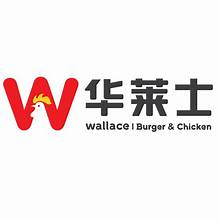 W 华莱士
wallace | Burger & Chicken